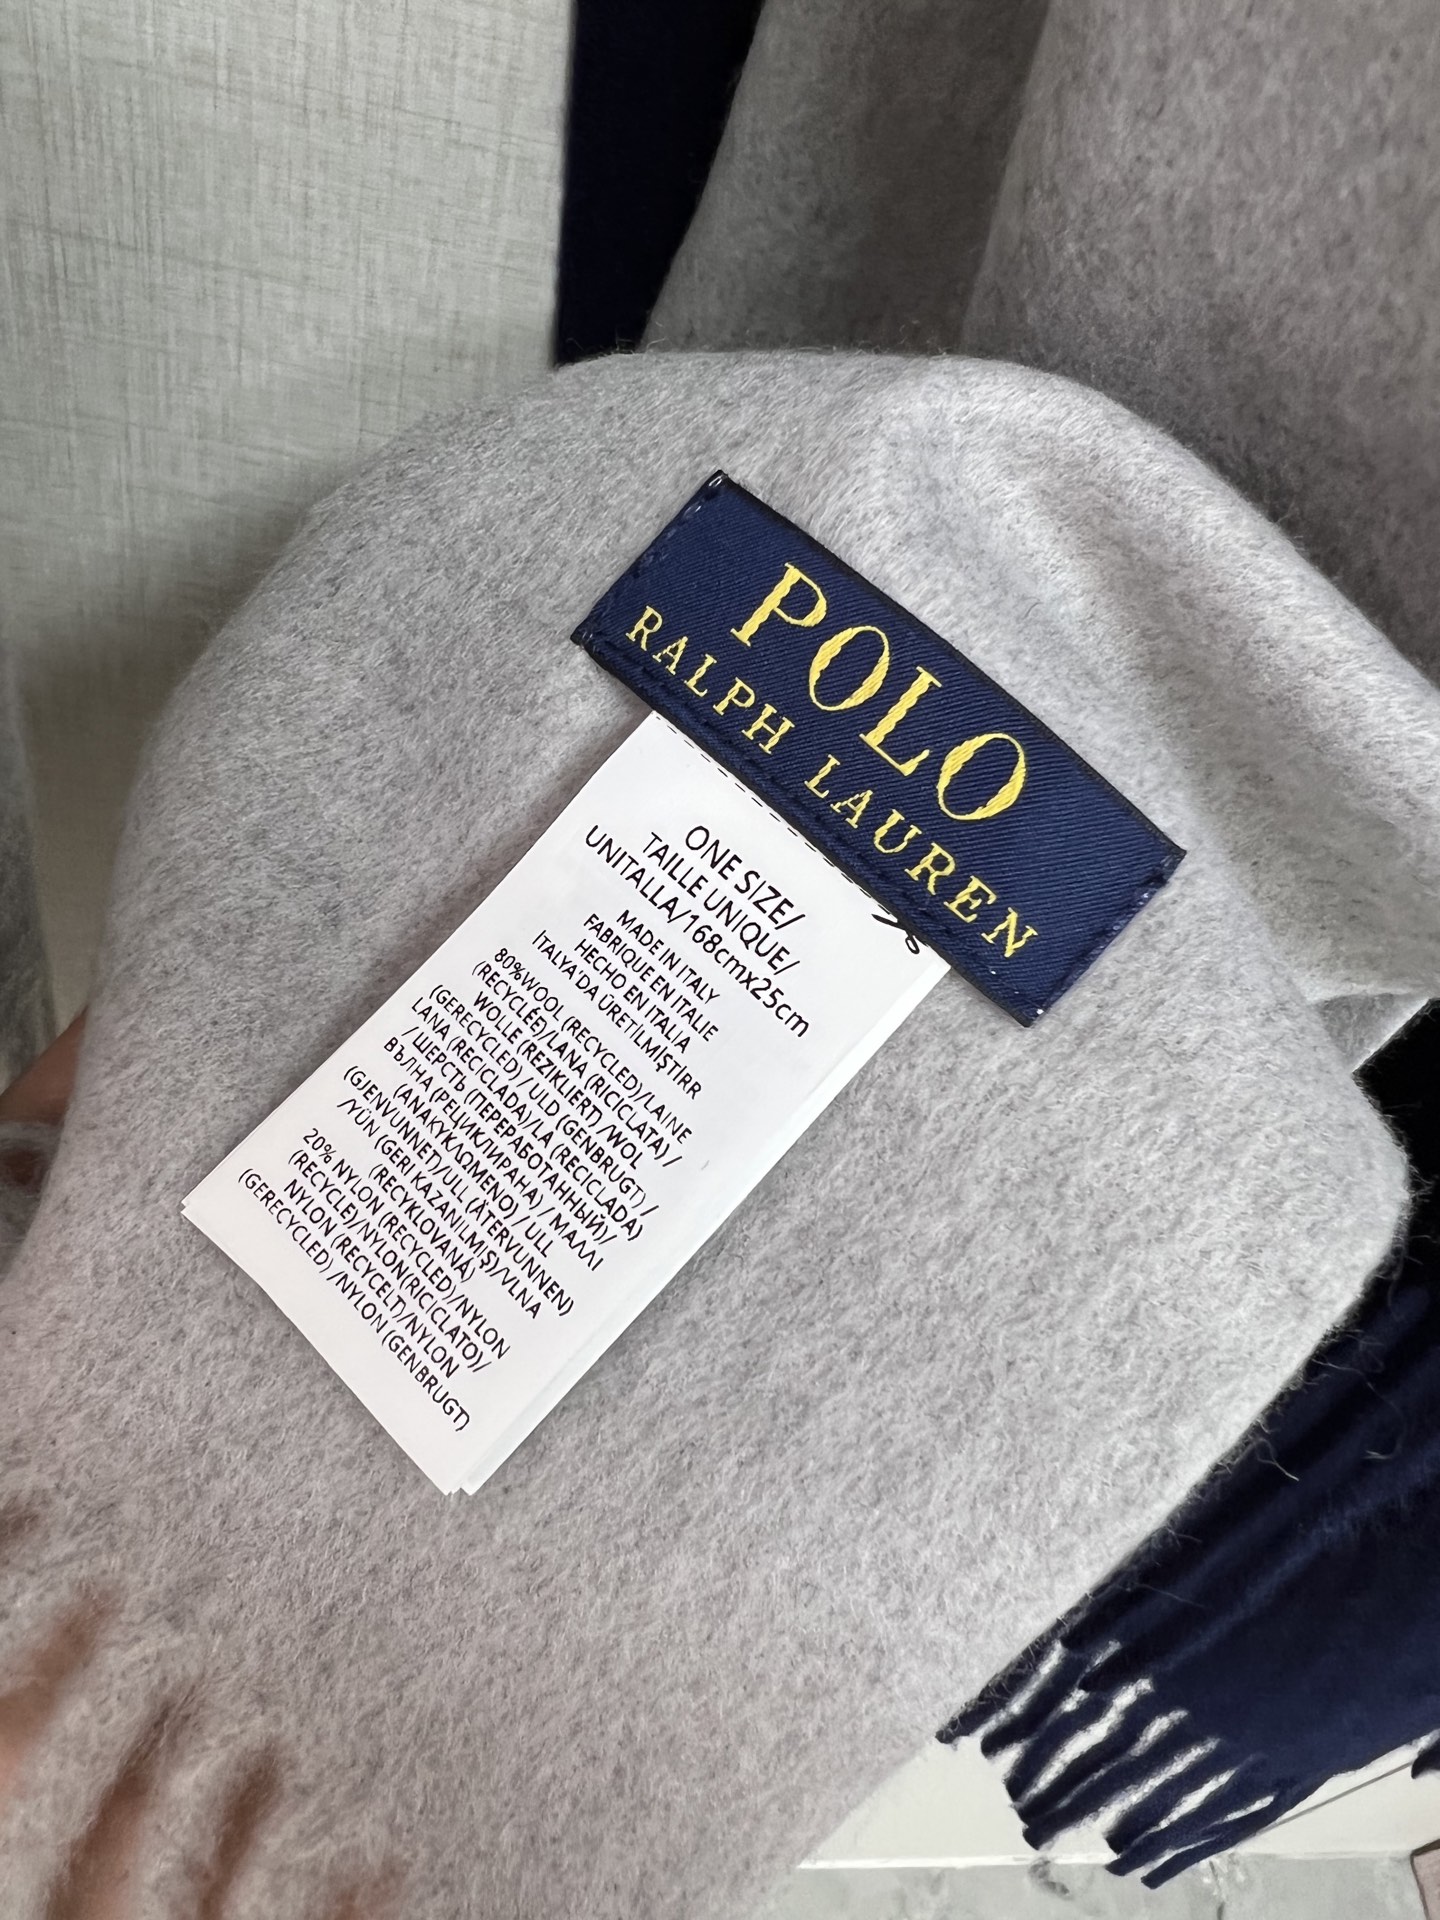 POLO
RALPH LAUREN
ONE SIZE/
TAILLE UNIQUE/
UNITALLA/168cmx25cm
MADE IN ITALY
FABRIQUE EN ITALIE
HECHO EN ITALIA
İTALYA'DA ÜRETİLMİŞTİRR
80%WOOL (RECYCLED)/LAINE
(RECYCLÉE)/LANA (RICICLATA) /
WOLLE (REZIKLIERT) /WOL
(GERECYCLED) / ULD (GENBRUGT) /
LANA (RECICLADA)/LÃ (RECICLADA)
/ШЕРСТЬ (ПЕРЕРАБОТАННЫЙ)/
ВЪЛНА (РЕЦИКЛИРАНА) / ΜΑΛΛΙ
(ΑΝΑΚΥΚΛΩΜΕΝΟ) / ULL
(GJENVUNNET)/ULL (ÅTERVUNNEN)
/YÜN (GERI KAZANILMIŞ)/VLNA
(RECYKLOVANÁ)
20% NYLON (RECYCLED)/NYLON
(RECYCLE)/NYLON(RICICLATO)/
NYLON (RECYCELT)/NYLON
(GERECYCLED) /NYLON (GENBRUGT)